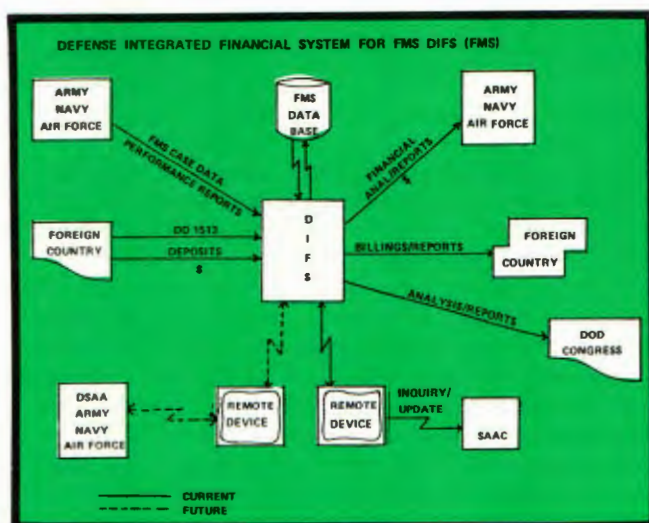 DEFENSE INTEGRATED FINANCIAL SYSTEM FOR FMS DIFS (FMS)
ARMY
NAVY
AIR FORCE
FMS
DATA
BASE
ARMY
NAVY
AIR FORCE
FMS CASE DATA
PERFORMANCE REPORTS
FINANCIAL
ANAL/REPORTS
$
FOREIGN
COUNTRY
DD 1513
DEPOSITS
$
D
I
F
S
BILLINGS/REPORTS
FOREIGN
COUNTRY
ANALYSIS/REPORTS
DOD
CONGRESS
DSAA
ARMY
NAVY
AIR FORCE
REMOTE
DEVICE
REMOTE
DEVICE
INQUIRY/
UPDATE
SAAC
CURRENT
FUTURE